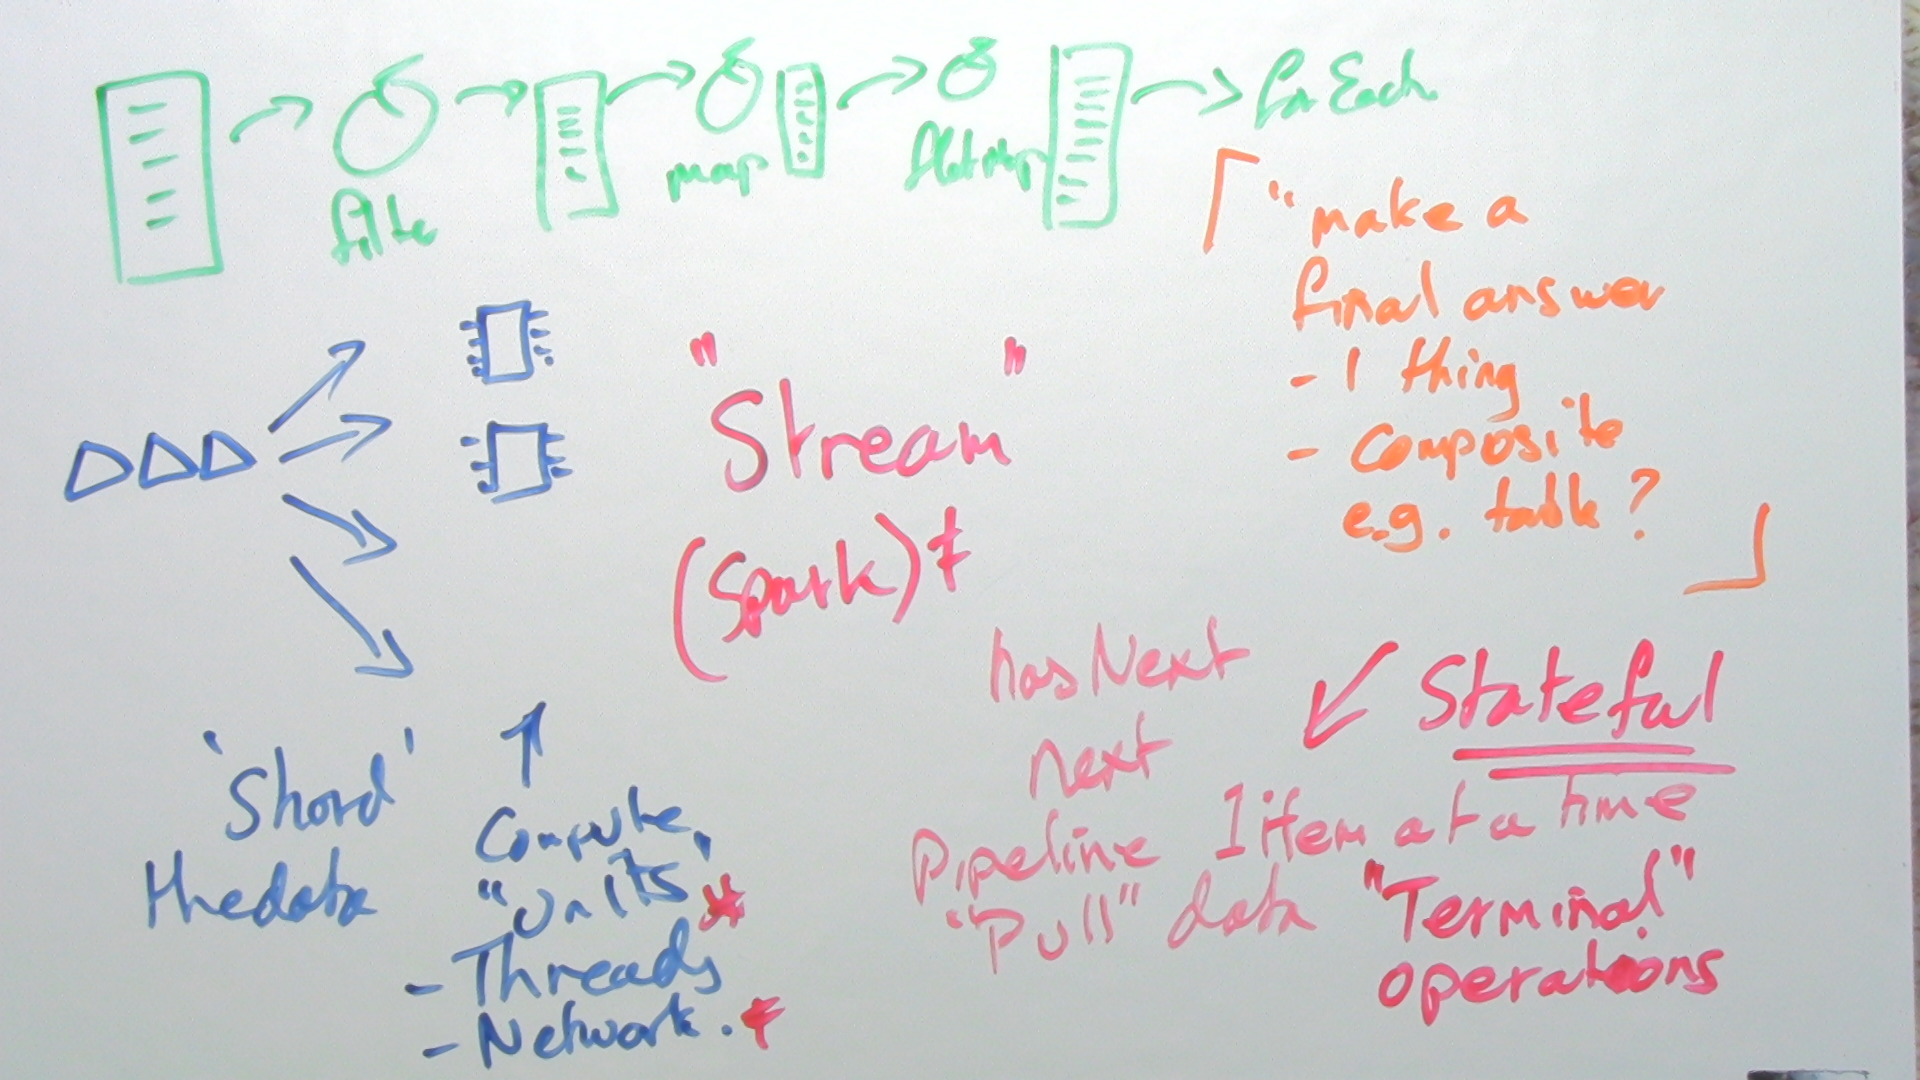 filte
map
flatMap
forEach
"make a
final answer
- 1 thing
- composite
e.g. table?
"Stream"
(Spark) *
'Shard'
the data
Compute
"units" *
- Threads
- Network. *
hasNext
next
Pipeline 1 item at a time
"Pull" data
Stateful
"Terminal"
operations